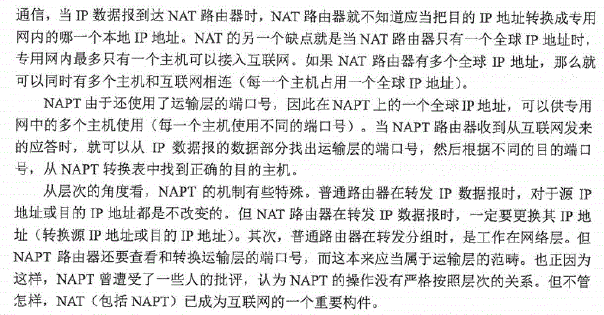 通信，当 IP 数据报到达 NAT 路由器时，NAT 路由器就不知道应当把目的 IP 地址转换成专用
网内的哪一个本地 IP 地址。NAT 的另一个缺点就是当 NAT 路由器只有一个全球 IP 地址时，
专用网内最多只有一个主机可以接入互联网。如果 NAT 路由器有多个全球 IP 地址，那么就
可以同时有多个主机和互联网相连（每一个主机占用一个全球 IP 地址）。
NAPT 由于还使用了运输层的端口号，因此在 NAPT 上的一个全球 IP 地址，可以供专用
网中的多个主机使用（每一个主机使用不同的端口号）。当 NAPT 路由器收到从互联网发来
的应答时，就可以从 IP 数据报的数据部分找出运输层的端口号，然后根据不同的目的端口
号，从 NAPT 转换表中找到正确的目的主机。
从层次的角度看，NAPT 的机制有些特殊。普通路由器在转发 IP 数据报时，对于源 IP
地址或目的 IP 地址都是不改变的。但 NAT 路由器在转发 IP 数据报时，一定要更换其 IP 地
址（转换源 IP 地址或目的 IP 地址）。其次，普通路由器在转发分组时，是工作在网络层。但
NAPT 路由器还要查看和转换运输层的端口号，而这本来应当属于运输层的范畴。也正因为
这样，NAPT 曾遭受了一些人的批评，认为 NAPT 的操作没有严格按照层次的关系。但不管
怎样，NAT（包括 NAPT）已成为互联网的一个重要构件。